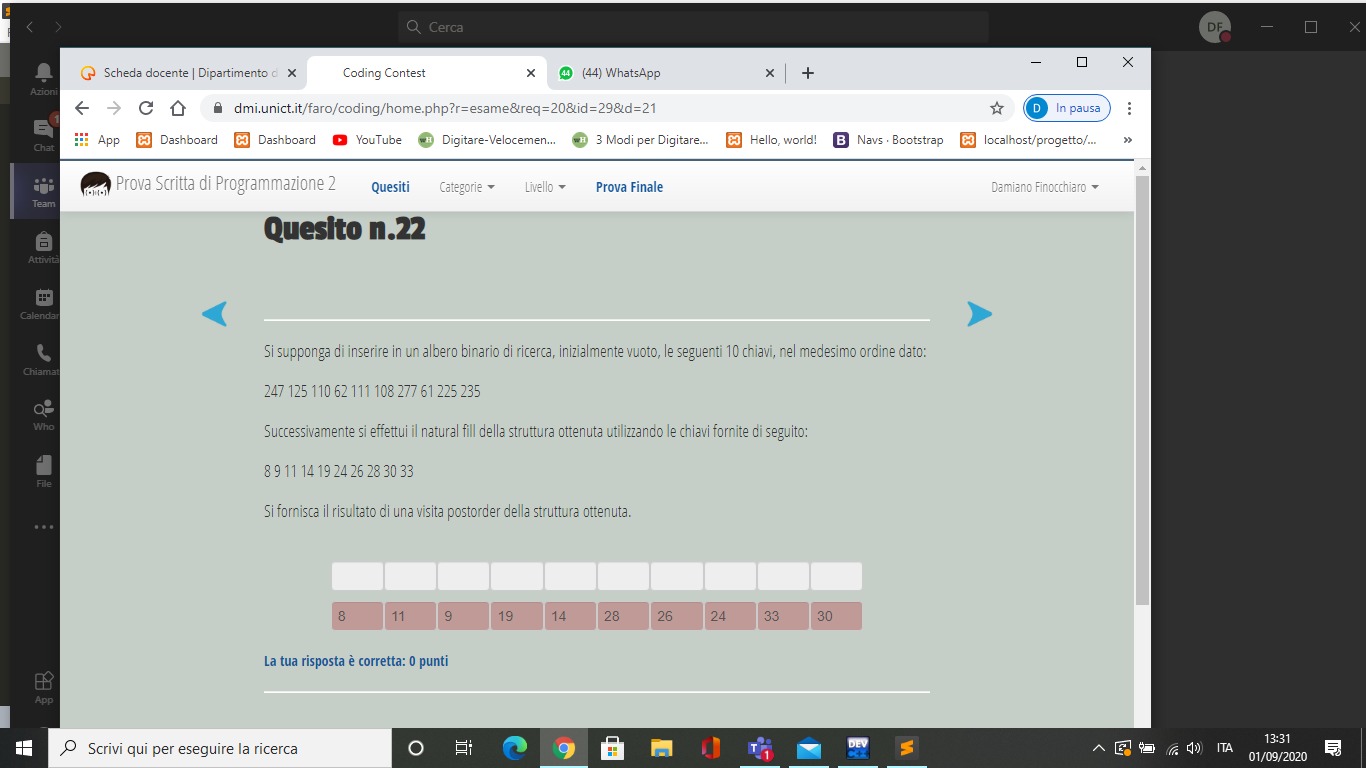 Cerca
DF
Azioni
1
Chat
Team
Attività
Calendar
Chiamat
Who
File
App
Scheda docente | Dipartimento d
Coding Contest
44
(44) WhatsApp
dmi.unict.it/faro/coding/home.php?r=esame&req=20&id=29&d=21
D In pausa
App
Dashboard
Dashboard
YouTube
Digitare-Velocemen...
3 Modi per Digitare...
Hello, world!
B Navs · Bootstrap
localhost/progetto/...
»
Prova Scritta di Programmazione 2
Quesiti
Categorie
Livello
Prova Finale
Damiano Finocchiaro
Quesito n.22
Si supponga di inserire in un albero binario di ricerca, inizialmente vuoto, le seguenti 10 chiavi, nel medesimo ordine dato:
247 125 110 62 111 108 277 61 225 235
Successivamente si effettui il natural fill della struttura ottenuta utilizzando le chiavi fornite di seguito:
8 9 11 14 19 24 26 28 30 33
Si fornisca il risultato di una visita postorder della struttura ottenuta.
8 11 9 19 14 28 26 24 33 30
La tua risposta è corretta: 0 punti
Scrivi qui per eseguire la ricerca
1
DEV
ITA
13:31
01/09/2020